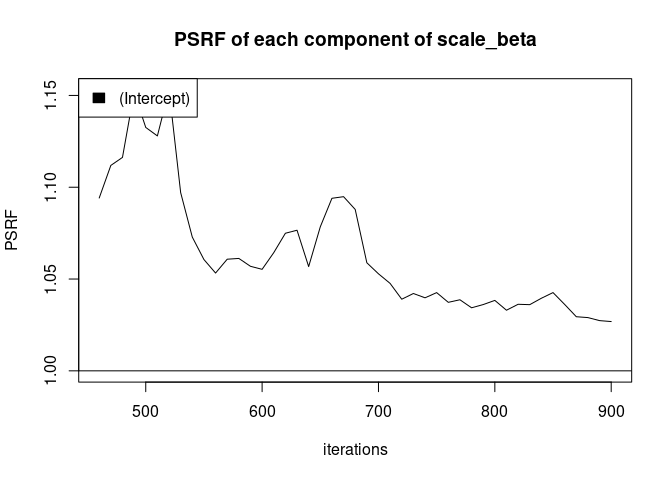 PSRF of each component of scale_beta
(Intercept)
PSRF
1.15
1.10
1.05
1.00
500 600 700 800 900
iterations